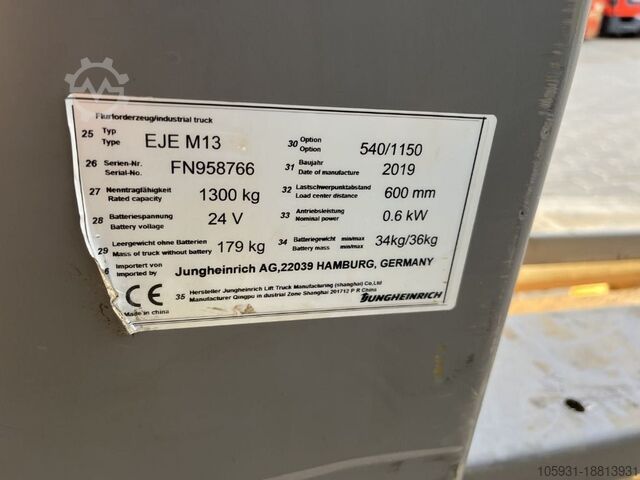 Flurförderzeug/industrial truck
25 Typ Type EJE M13 30 Option Option 540/1150
26 Serien-Nr. Serial-No. FN958766 31 Baujahr Date of manufacture 2019
27 Nenntragfähigkeit Rated capacity 1300 kg 32 Lastschwerpunktabstand Load center distance 600 mm
28 Batteriespannung Battery voltage 24 V 33 Antriebsleistung Nominal power 0.6 kW
29 Leergewicht ohne Batterien Mass of truck without battery 179 kg 34 Batteriegewicht min/max Battery mass min/max 34kg/36kg
6 Importiert von Imported by Jungheinrich AG,22039 HAMBURG, GERMANY
CE 35 Hersteller Jungheinrich Lift Truck Manufacturing (shanghai) Co,Ltd
Manufacturer Qingpu in dustrial Zone Shanghai 201712 P R China
JUNGHEINRICH
Made in china
105931-18813931